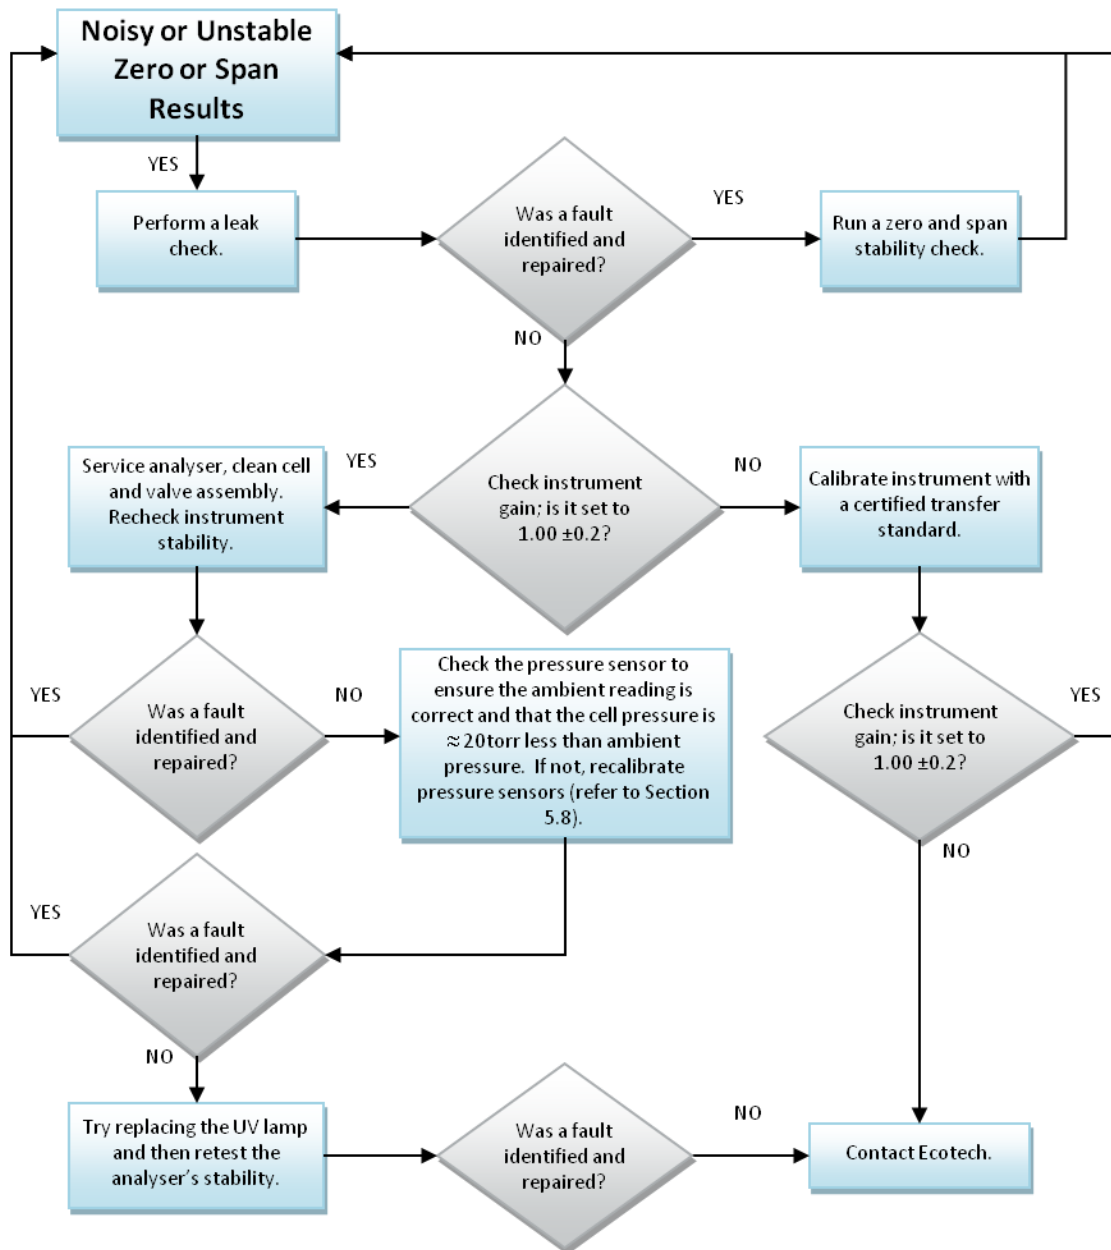 Noisy or Unstable
Zero or Span
Results
YES
Perform a leak
check.
Was a fault
identified and
repaired?
YES
Run a zero and span
stability check.
NO
Service analyser, clean cell
and valve assembly.
Recheck instrument
stability.
YES
Check instrument
gain; is it set to
1.00 ±0.2?
NO
Calibrate instrument with
a certified transfer
standard.
YES
Was a fault
identified and
repaired?
NO
Check the pressure sensor to
ensure the ambient reading is
correct and that the cell pressure is
≈ 20torr less than ambient
pressure.  If not, recalibrate
pressure sensors (refer to Section
5.8).
Check instrument
gain; is it set to
1.00 ±0.2?
YES
NO
YES
Was a fault
identified and
repaired?
NO
Try replacing the UV lamp
and then retest the
analyser’s stability.
Was a fault
identified and
repaired?
NO
Contact Ecotech.